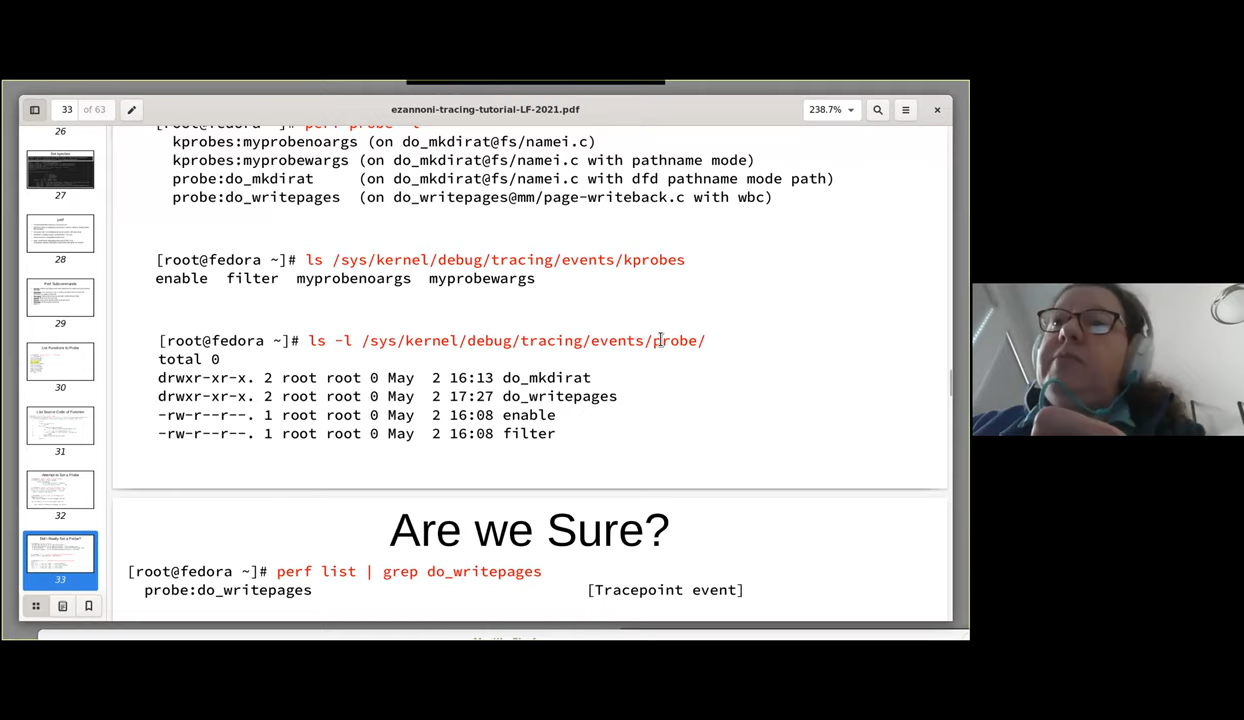 33 of 63
ezannoni-tracing-tutorial-LF-2021.pdf
238.7%
26
27
28
29
30
31
32
33
kprobes:myprobenoargs (on do_mkdirat@fs/namei.c)
kprobes:myprobewargs (on do_mkdirat@fs/namei.c with pathname mode)
probe:do_mkdirat (on do_mkdirat@fs/namei.c with dfd pathname mode path)
probe:do_writepages (on do_writepages@mm/page-writeback.c with wbc)
[root@fedora ~]# ls /sys/kernel/debug/tracing/events/kprobes
enable filter myprobenoargs myprobewargs
[root@fedora ~]# ls -l /sys/kernel/debug/tracing/events/probe/
total 0
drwxr-xr-x. 2 root root 0 May 2 16:13 do_mkdirat
drwxr-xr-x. 2 root root 0 May 2 17:27 do_writepages
-rw-r--r--. 1 root root 0 May 2 16:08 enable
-rw-r--r--. 1 root root 0 May 2 16:08 filter
Are we Sure?
[root@fedora ~]# perf list | grep do_writepages
probe:do_writepages [Tracepoint event]